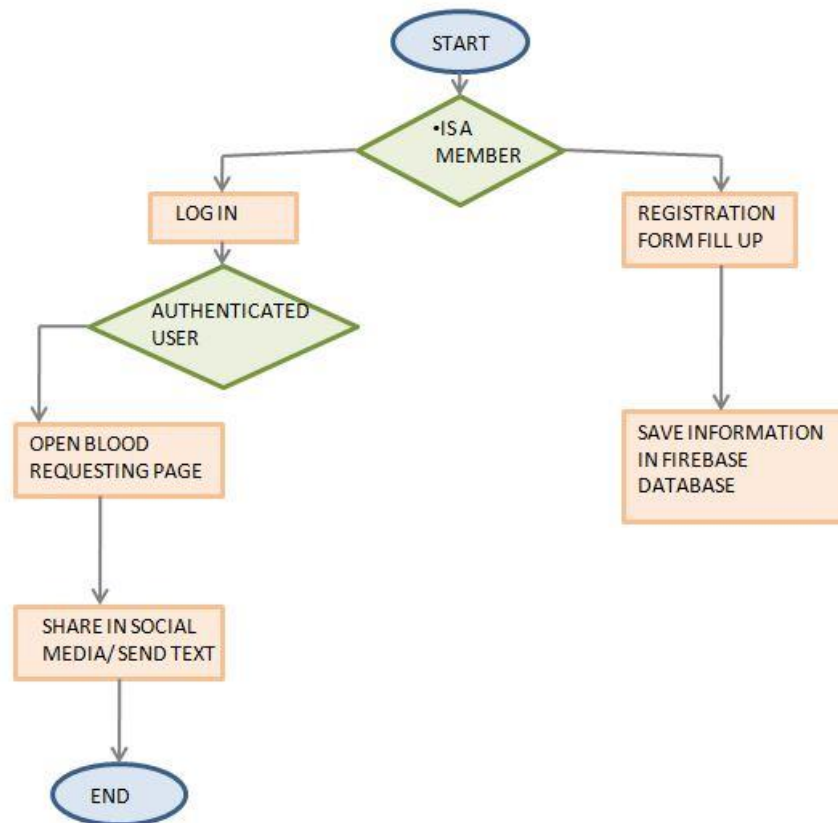 START
•IS A
MEMBER
LOG IN
REGISTRATION
FORM FILL UP
AUTHENTICATED
USER
OPEN BLOOD
REQUESTING PAGE
SAVE INFORMATION
IN FIREBASE
DATABASE
SHARE IN SOCIAL
MEDIA/ SEND TEXT
END